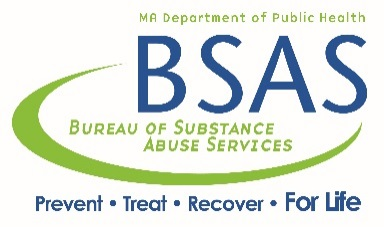 MA Department of Public Health
BSAS
BUREAU OF SUBSTANCE
ABUSE SERVICES
Prevent • Treat • Recover • For Life